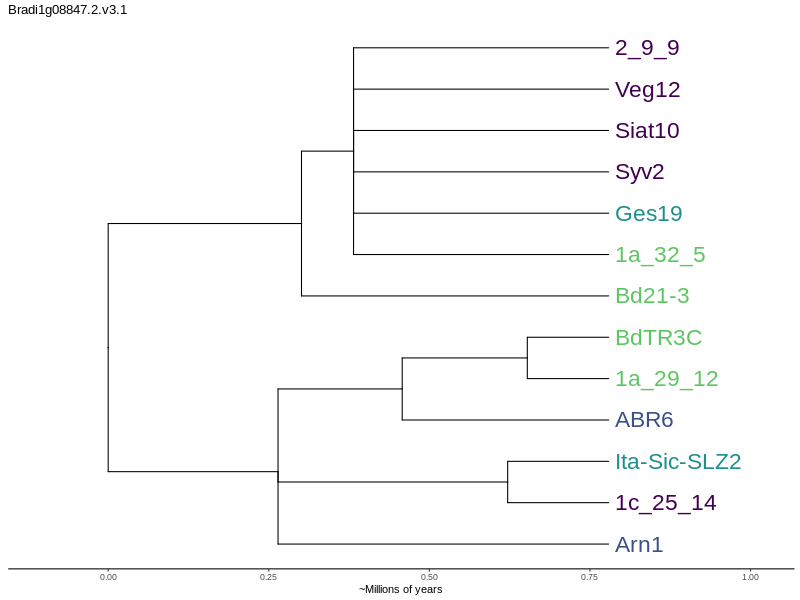 Bradi1g08847.2.v3.1
2_9_9
Veg12
Siat10
Syv2
Ges19
1a_32_5
Bd21-3
BdTR3C
1a_29_12
ABR6
Ita-Sic-SLZ2
1c_25_14
Arn1
0.00 0.25 0.50 0.75 1.00
~Millions of years